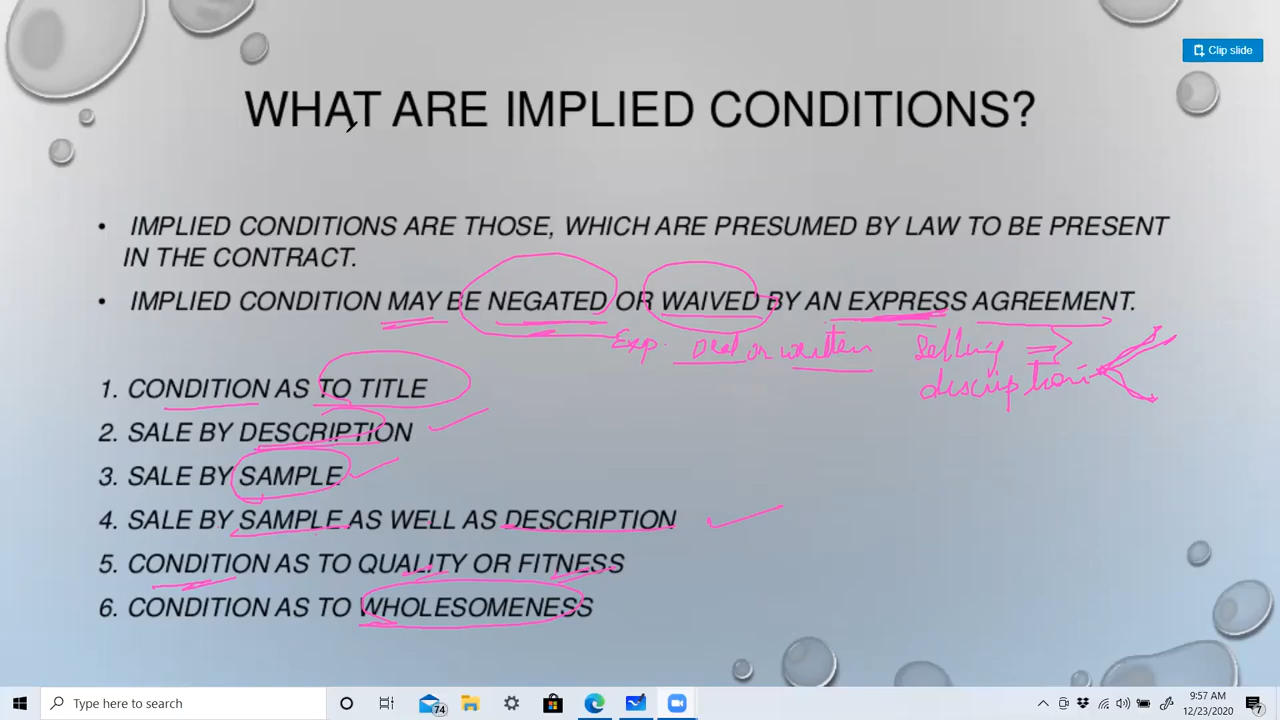 Clip slide
WHAT ARE IMPLIED CONDITIONS?
• IMPLIED CONDITIONS ARE THOSE, WHICH ARE PRESUMED BY LAW TO BE PRESENT
IN THE CONTRACT.
• IMPLIED CONDITION MAY BE NEGATED OR WAIVED BY AN EXPRESS AGREEMENT.
Exp. Oral or written Selling
description
1. CONDITION AS TO TITLE
2. SALE BY DESCRIPTION
3. SALE BY SAMPLE
4. SALE BY SAMPLE AS WELL AS DESCRIPTION
5. CONDITION AS TO QUALITY OR FITNESS
6. CONDITION AS TO WHOLESOMENESS
Type here to search
74
9:57 AM
12/23/2020
7